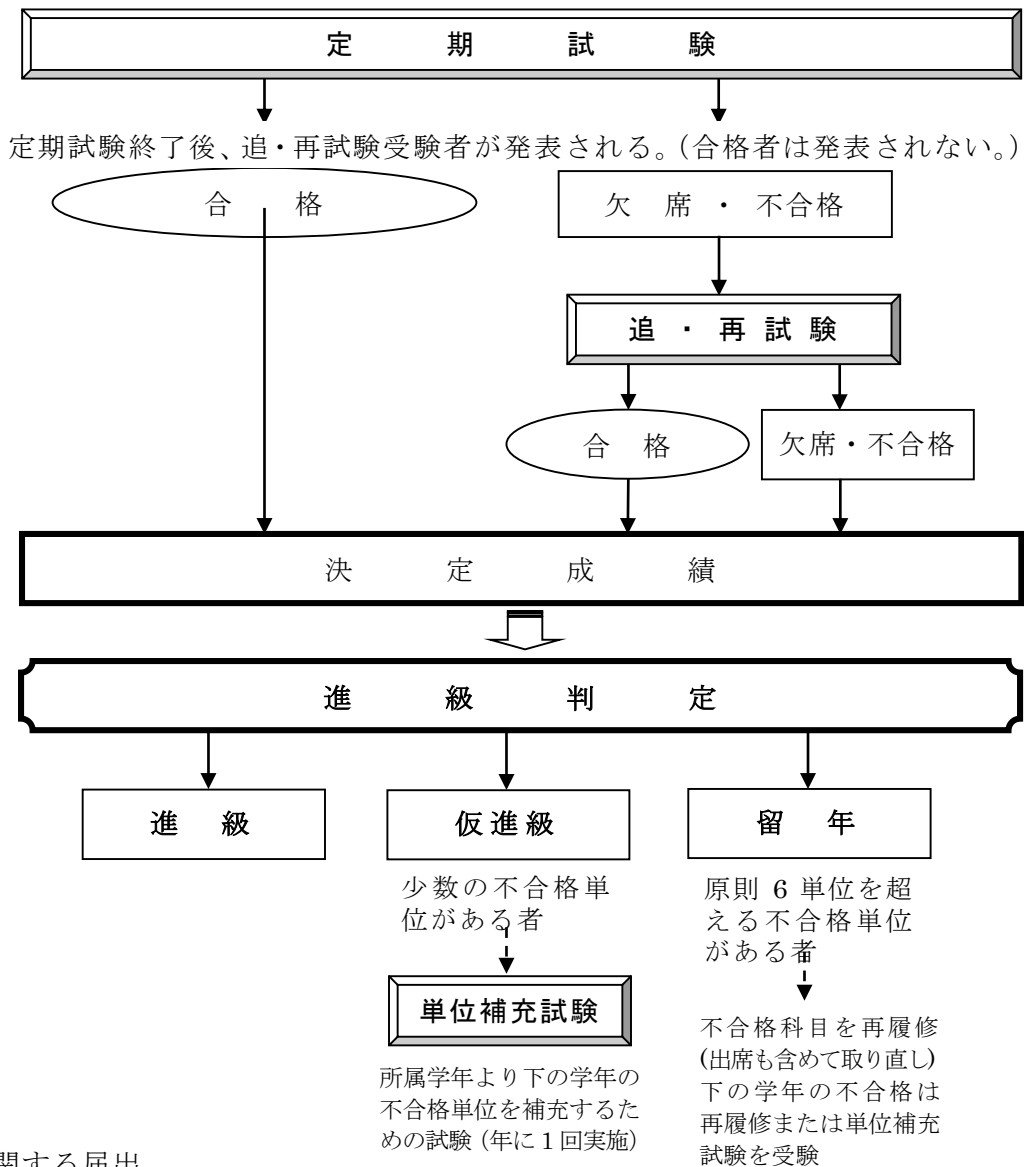 定期試験
定期試験終了後、追・再試験受験者が発表される。(合格者は発表されない。)
合格
欠席・不合格
追・再試験
合格
欠席・不合格
決定成績
進級判定
進級
仮進級
留年
少数の不合格単
位がある者
原則 6 単位を超
える不合格単位
がある者
単位補充試験
所属学年より下の学年の
不合格単位を補充するた
めの試験(年に1回実施)
不合格科目を再履修
(出席も含めて取り直し)
下の学年の不合格は
再履修または単位補充
試験を受験
関する届出